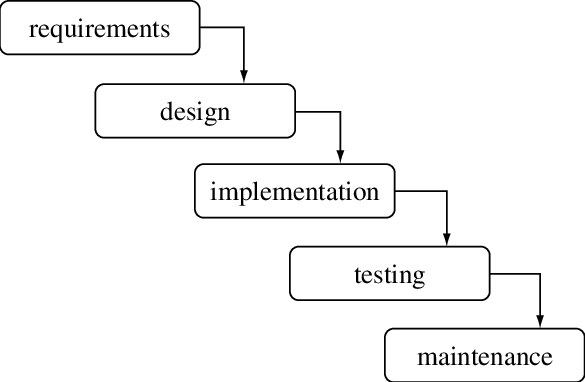 requirements
design
implementation
testing
maintenance